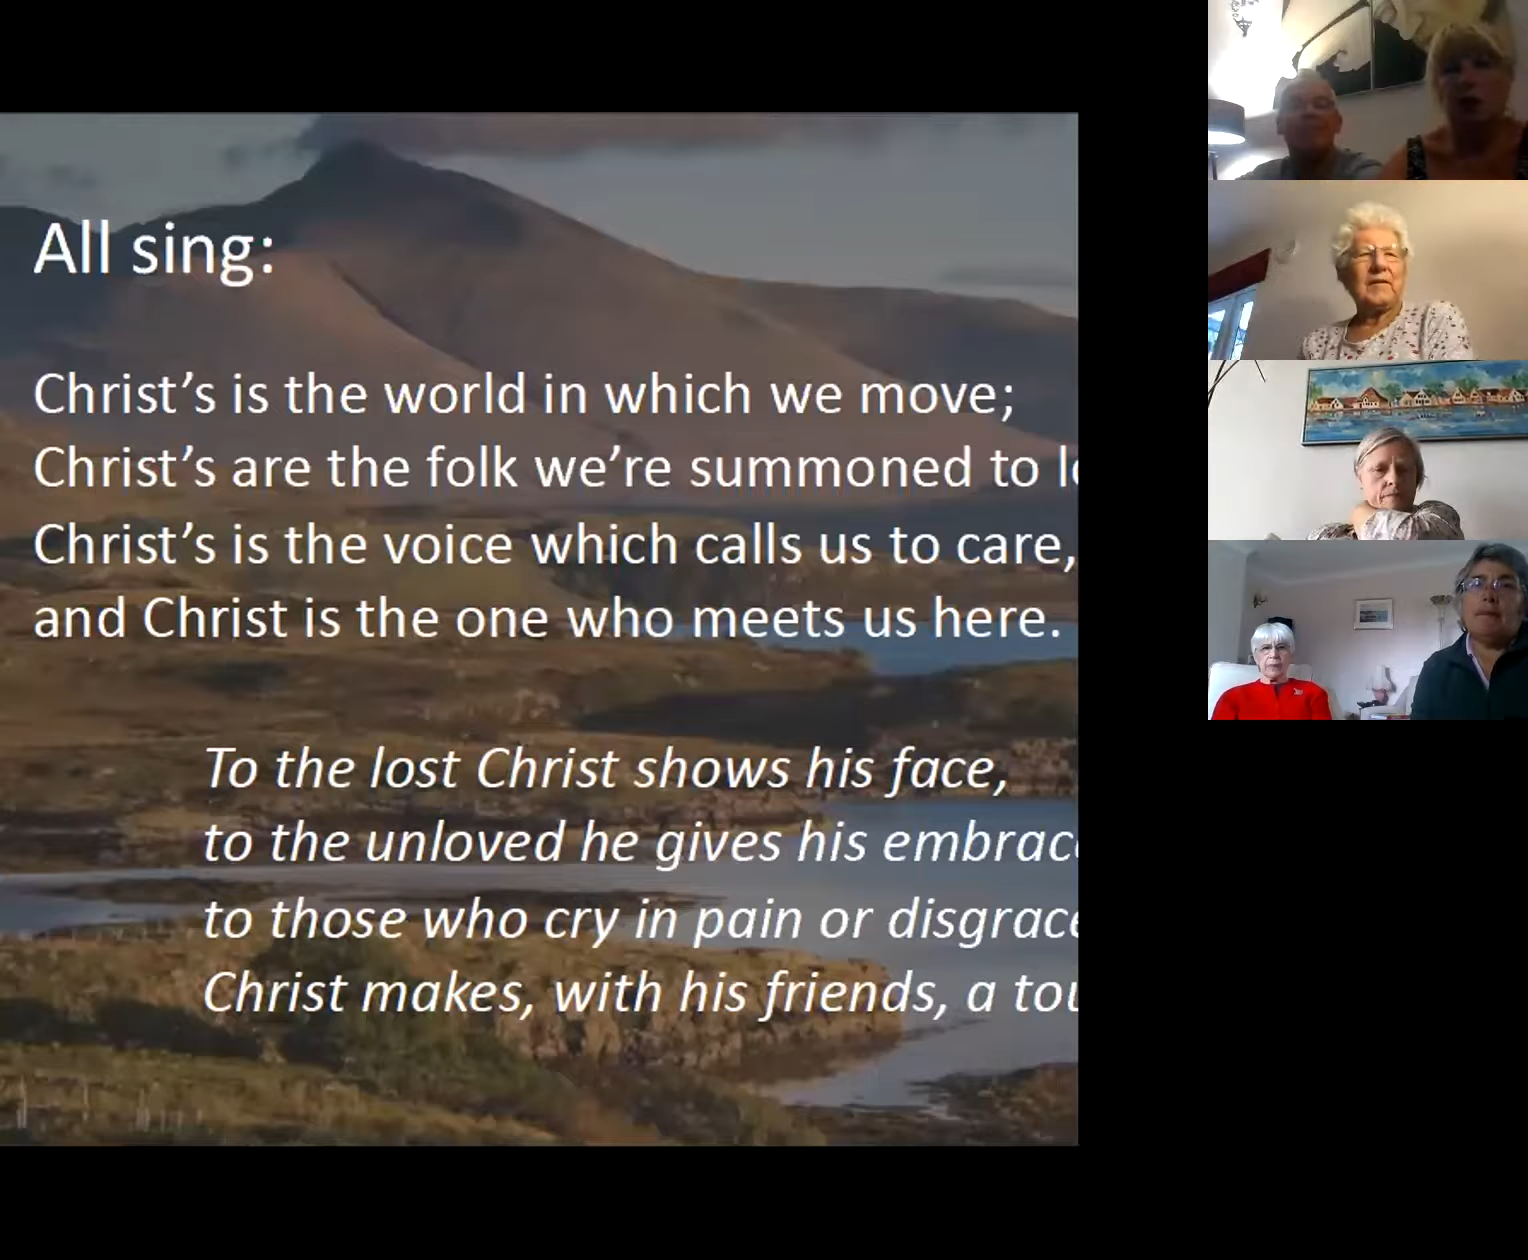 All sing:
Christ’s is the world in which we move;
Christ’s are the folk we’re summoned to
Christ’s is the voice which calls us to care,
and Christ is the one who meets us here.
To the lost Christ shows his face,
to the unloved he gives his
to those who cry in pain or
Christ makes, with his friends, a